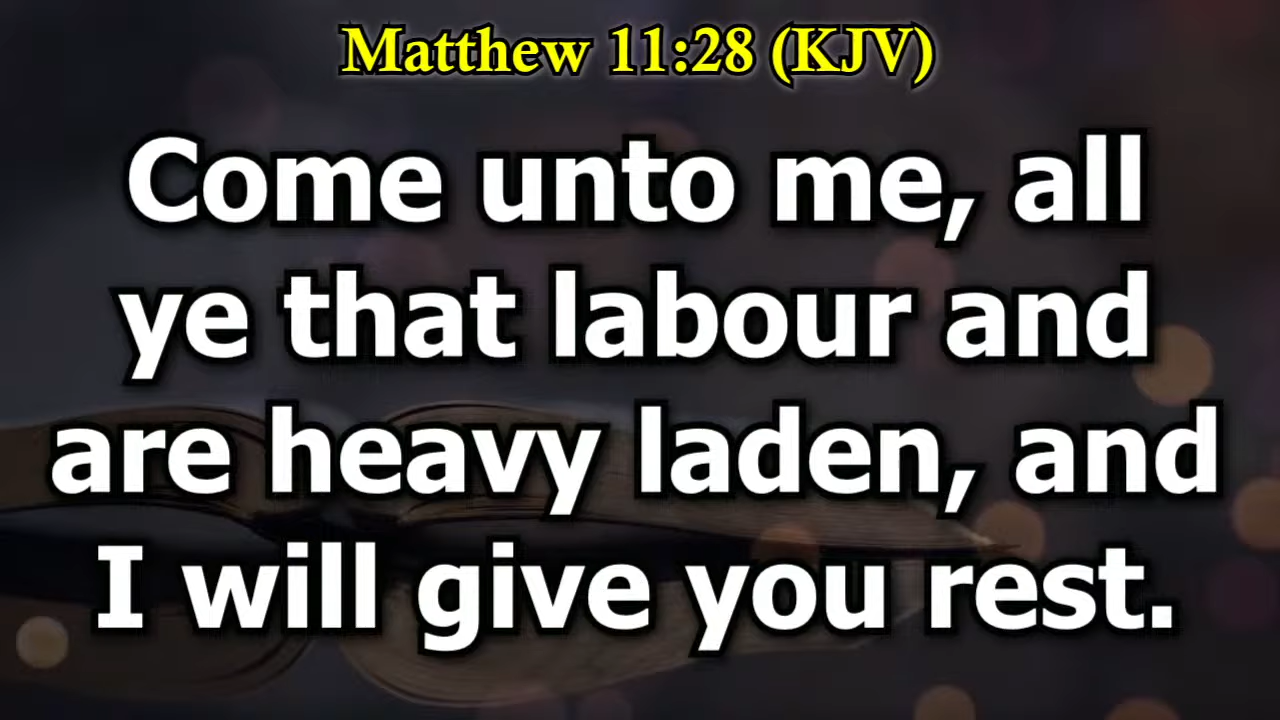 Matthew 11:28 (KJV)
Come unto me, all
ye that labour and
are heavy laden, and
I will give you rest.